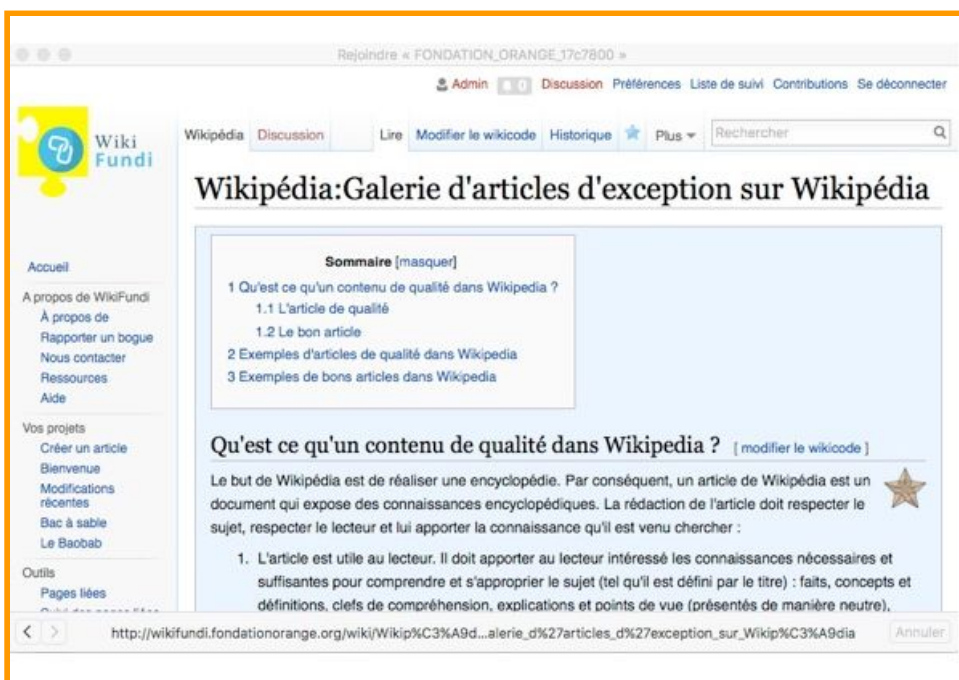 Rejoindre « FONDATION_ORANGE_17c7800 »
Admin 0 Discussion Préférences Liste de suivi Contributions Se déconnecter
Wiki
Fundi
Wikipédia Discussion Lire Modifier le wikicode Historique Plus Rechercher
Wikipédia:Galerie d'articles d'exception sur Wikipédia
Accueil
A propos de WikiFundi
À propos de
Rapporter un bogue
Nous contacter
Ressources
Aide
Vos projets
Créer un article
Bienvenue
Modifications
récentes
Bac à sable
Le Baobab
Outils
Pages liées
Sommaire [masquer]
1 Qu'est ce qu'un contenu de qualité dans Wikipedia ?
1.1 L'article de qualité
1.2 Le bon article
2 Exemples d'articles de qualité dans Wikipedia
3 Exemples de bons articles dans Wikipedia
Qu'est ce qu'un contenu de qualité dans Wikipedia ? [ modifier le wikicode ]
Le but de Wikipédia est de réaliser une encyclopédie. Par conséquent, un article de Wikipédia est un
document qui expose des connaissances encyclopédiques. La rédaction de l'article doit respecter le
sujet, respecter le lecteur et lui apporter la connaissance qu'il est venu chercher :
1. L'article est utile au lecteur. Il doit apporter au lecteur intéressé les connaissances nécessaires et
suffisantes pour comprendre et s'approprier le sujet (tel qu'il est défini par le titre) : faits, concepts et
définitions, clefs de compréhension, explications et points de vue (présentés de manière neutre),
http://wikifundi.fondationorange.org/wiki/Wikip%C3%A9d...alerie_d%27articles_d%27exception_sur_Wikip%C3%A9dia
Annuler